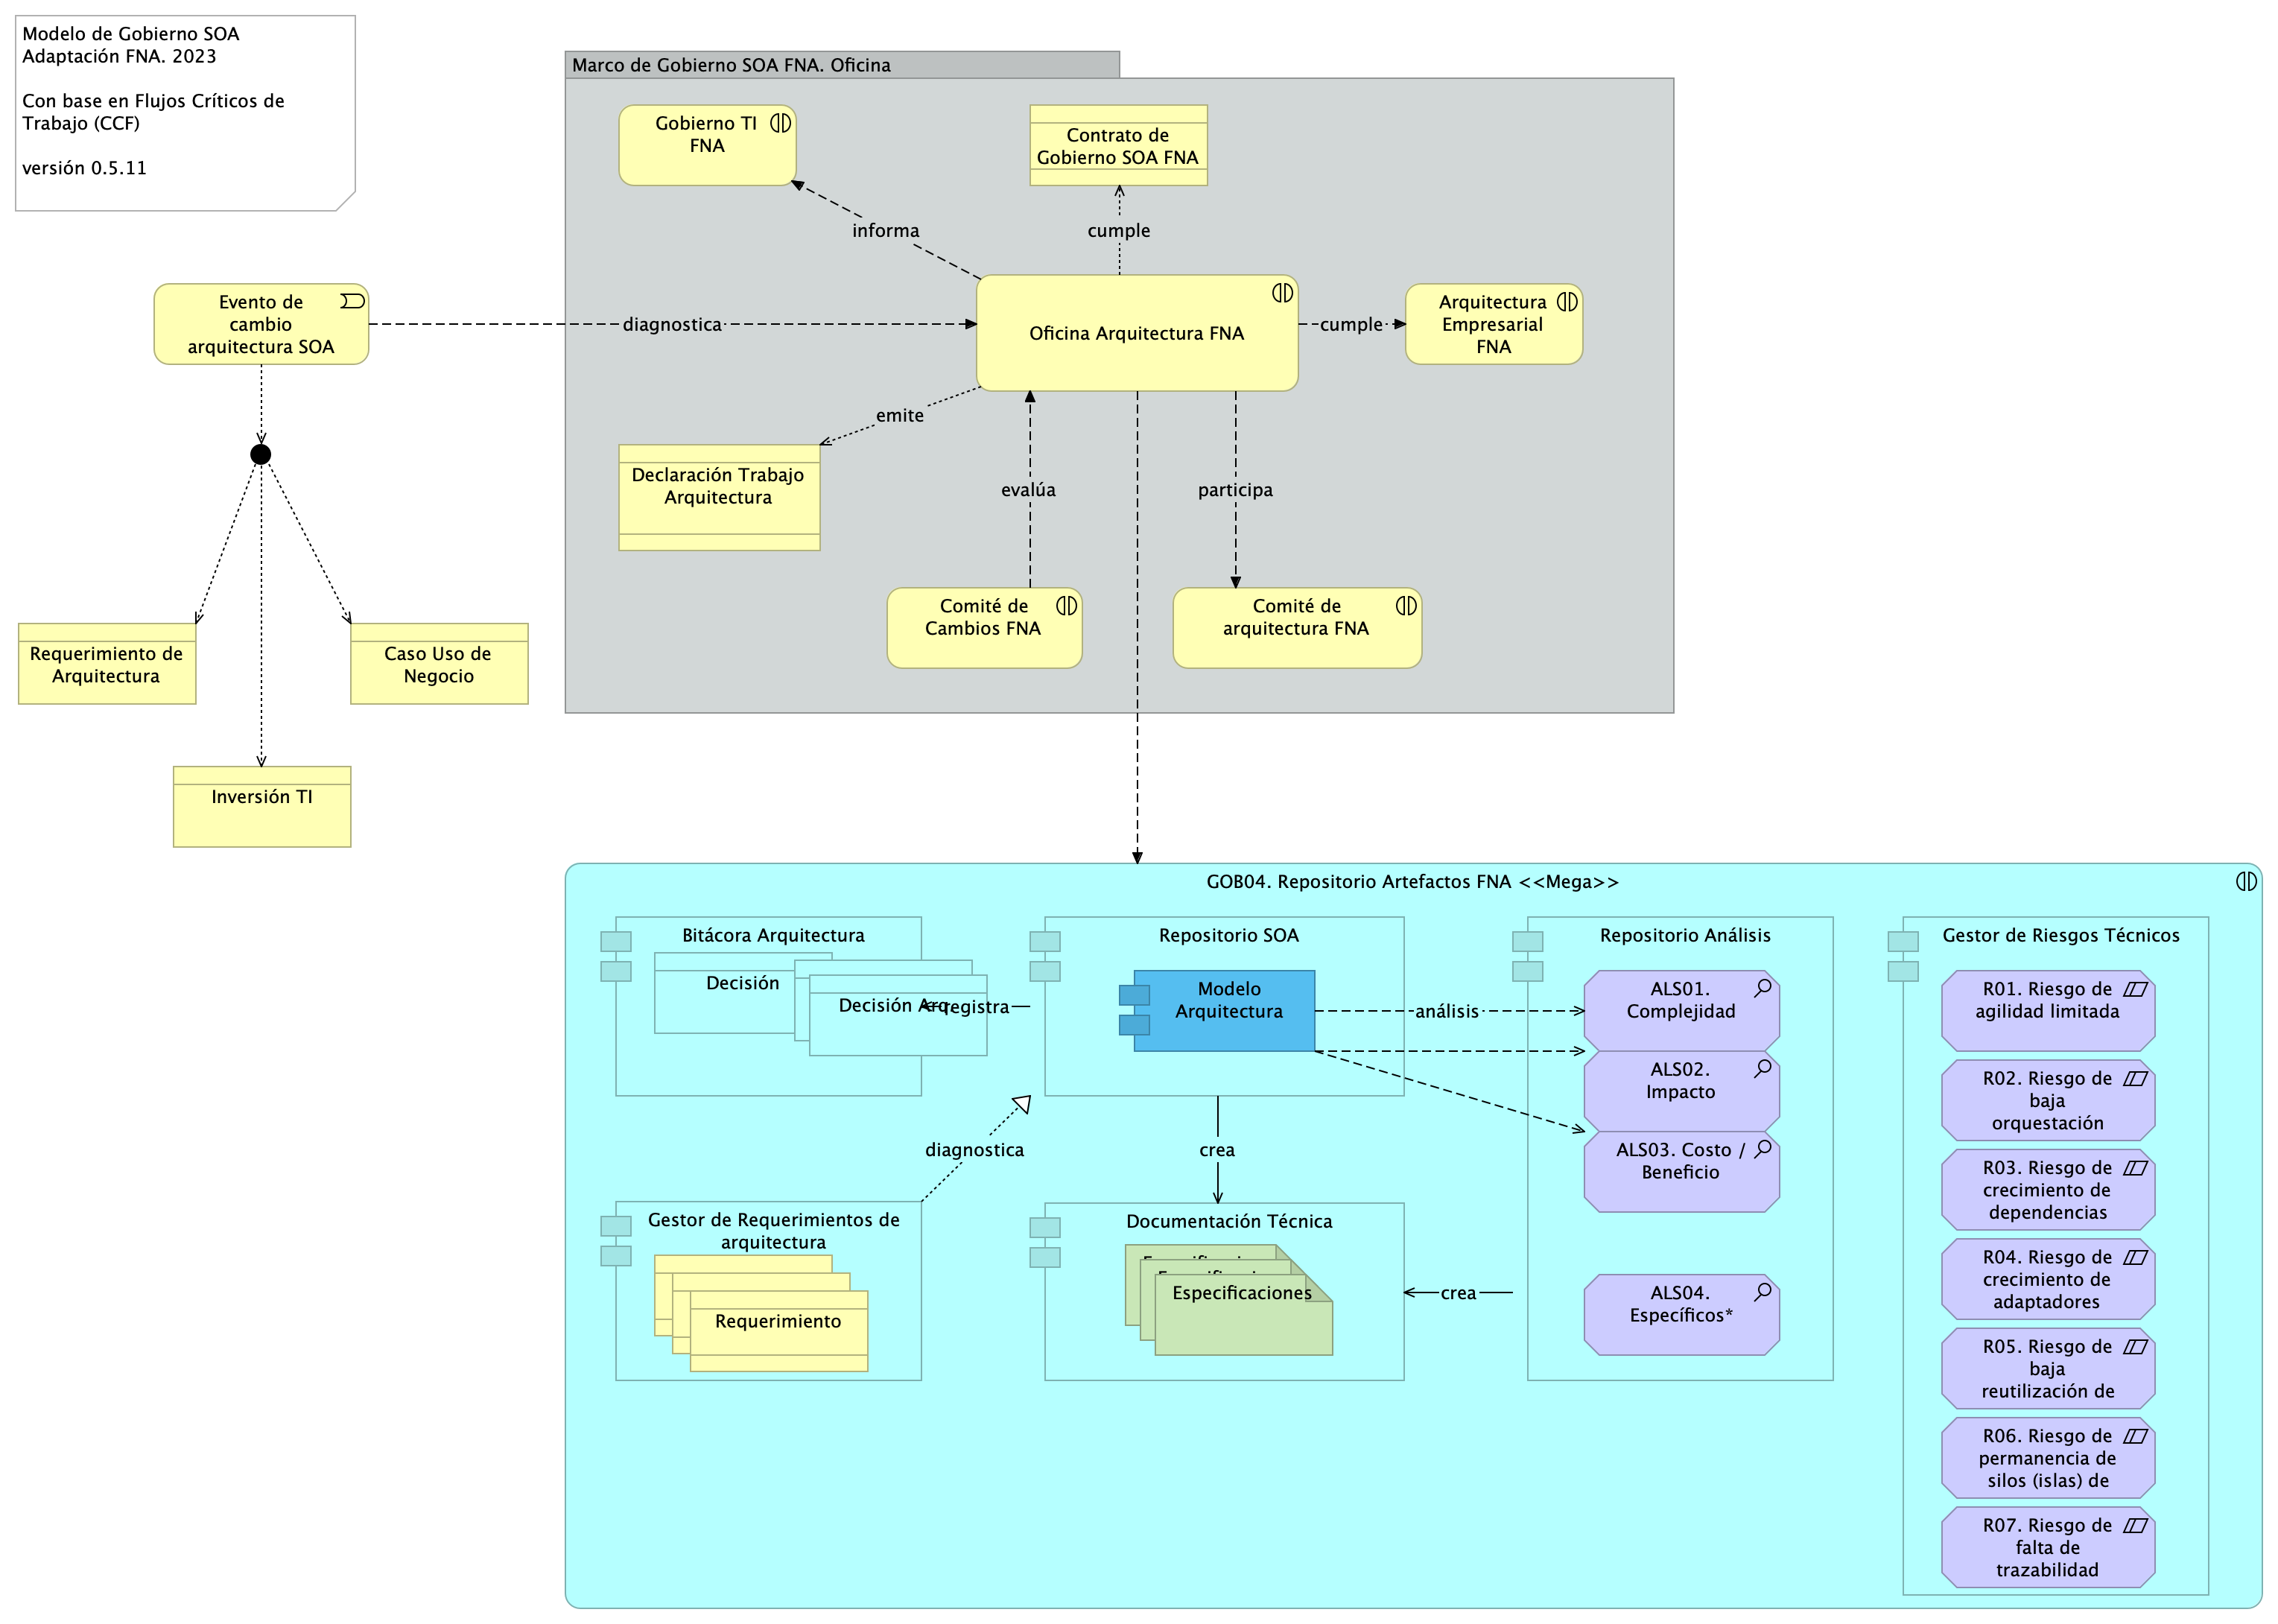 Modelo de Gobierno SOA
Adaptación FNA. 2023
Con base en Flujos Críticos de
Trabajo (CCF)
versión 0.5.11
Marco de Gobierno SOA FNA. Oficina
Gobierno TI
FNA
Contrato de
Gobierno SOA FNA
informa
cumple
Evento de
cambio
arquitectura SOA
diagnostica
Oficina Arquitectura FNA
cumple
Arquitectura
Empresarial
FNA
emite
Declaración Trabajo
Arquitectura
evalúa
participa
Comité de
Cambios FNA
Comité de
arquitectura FNA
Requerimiento de
Arquitectura
Caso Uso de
Negocio
Inversión TI
GOB04. Repositorio Artefactos FNA <<Mega>>
Bitácora Arquitectura
Decisión
Decisión Arq.
registra
Repositorio SOA
Modelo
Arquitectura
análisis
Repositorio Análisis
ALS01.
Complejidad
ALS02.
Impacto
ALS03. Costo /
Beneficio
ALS04.
Específicos*
diagnostica
crea
Gestor de Requerimientos de
arquitectura
Requerimiento
Documentación Técnica
Especificaciones
crea
Gestor de Riesgos Técnicos
R01. Riesgo de
agilidad limitada
R02. Riesgo de
baja
orquestación
R03. Riesgo de
crecimiento de
dependencias
R04. Riesgo de
crecimiento de
adaptadores
R05. Riesgo de
baja
reutilización de
R06. Riesgo de
permanencia de
silos (islas) de
R07. Riesgo de
falta de
trazabilidad